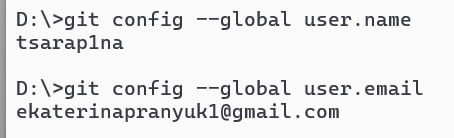 D:\>git config --global user.name
tsarap1na
D:\>git config --global user.email
ekaterinapranyuk1@gmail.com